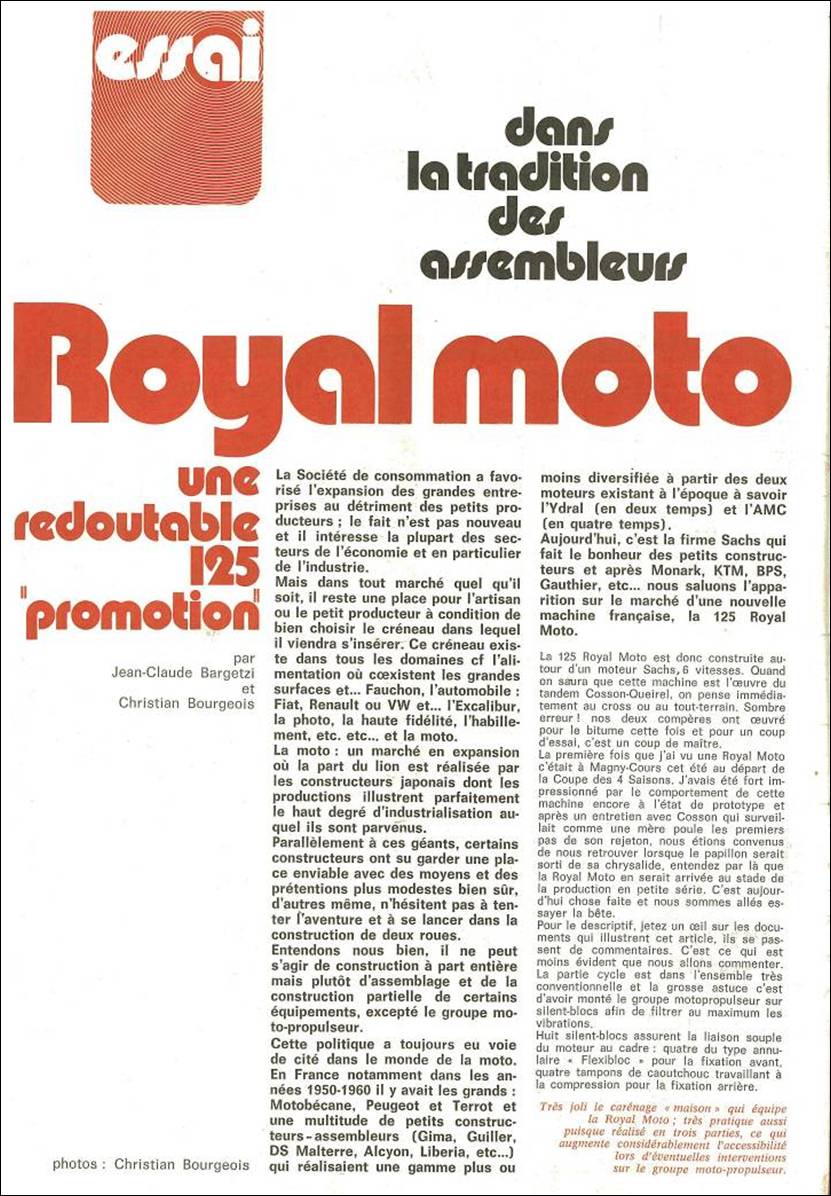 essai
dans
la tradition
des
assembleurs
Royal moto
une
redoutable
125
"promotion"
par
Jean-Claude Bargetzi
et
Christian Bourgeois
photos : Christian Bourgeois
La Société de consommation a favo-
risé l'expansion des grandes entre-
prises au détriment des petits pro-
ducteurs ; le fait n'est pas nouveau
et il intéresse la plupart des sec-
teurs de l'économie et en particulier
de l'industrie.
Mais dans tout marché quel qu'il
soit, il reste une place pour l'artisan
ou le petit producteur à condition de
bien choisir le créneau dans lequel
il viendra s'insérer. Ce créneau exis-
te dans tous les domaines cf l'ali-
mentation où coexistent les grandes
surfaces et... Fauchon, l'automobile :
Fiat, Renault ou VW et... l'Excalibur,
la photo, la haute fidélité, l'habille-
ment, etc. etc... et la moto.
La moto : un marché en expansion
où la part du lion est réalisée par
les constructeurs japonais dont les
productions illustrent parfaitement
le haut degré d'industrialisation au-
quel ils sont parvenus.
Parallèlement à ces géants, certains
constructeurs ont su garder une pla-
ce enviable avec des moyens et des
prétentions plus modestes bien sûr,
d'autres même, n'hésitent pas à ten-
ter l'aventure et à se lancer dans la
construction de deux roues.
Entendons nous bien, il ne peut
s'agir de construction à part entière
mais plutôt d'assemblage et de la
construction partielle de certains
équipements, excepté le groupe mo-
to-propulseur.
Cette politique a toujours eu voie
de cité dans le monde de la moto.
En France notamment dans les an-
nées 1950-1960 il y avait les grands :
Motobécane, Peugeot et Terrot et
une multitude de petits construc-
teurs-assembleurs (Gima, Guiller,
DS Malterre, Alcyon, Liberia, etc...)
qui réalisaient une gamme plus ou
moins diversifiée à partir des deux
moteurs existant à l'époque à savoir
l'Ydral (en deux temps) et l'AMC
(en quatre temps).
Aujourd'hui, c'est la firme Sachs qui
fait le bonheur des petits construc-
teurs et après Monark, KTM, BPS,
Gauthier, etc... nous saluons l'appa-
rition sur le marché d'une nouvelle
machine française, la 125 Royal
Moto.
La 125 Royal Moto est donc construite au-
tour d'un moteur Sachs, 6 vitesses. Quand
on saura que cette machine est l'œuvre du
tandem Cosson-Queirel, on pense immédia-
tement au cross ou au tout-terrain. Sombre
erreur ! nos deux compères ont œuvré
pour le bitume cette fois et pour un coup
d'essai, c'est un coup de maître.
La première fois que j'ai vu une Royal Moto
c'était à Magny-Cours cet été au départ de
la Coupe des 4 Saisons. J'avais été fort im-
pressionné par le comportement de cette
machine encore à l'état de prototype et
après un entretien avec Cosson qui surveil-
lait comme une mère poule les premiers
pas de son rejeton, nous étions convenus
de nous retrouver lorsque le papillon serait
sorti de sa chrysalide, entendez par là que
la Royal Moto en serait arrivée au stade de
la production en petite série. C'est aujour-
d'hui chose faite et nous sommes allés es-
sayer la bête.
Pour le descriptif, jetez un œil sur les docu-
ments qui illustrent cet article, ils se pas-
sent de commentaires. C'est ce qui est
moins évident que nous allons commenter.
La partie cycle est dans l'ensemble très
conventionnelle et la grosse astuce c'est
d'avoir monté le groupe motopropulseur sur
silent-blocs afin de filtrer au maximum les
vibrations.
Huit silent-blocs assurent la liaison souple
du moteur au cadre : quatre du type annu-
laire « Flexibloc » pour la fixation avant,
quatre tampons de caoutchouc travaillant à
la compression pour la fixation arrière.
Très joli le carénage « maison » qui équipe
la Royal Moto ; très pratique aussi
puisque réalisé en trois parties, ce qui
augmente considérablement l'accessibilité
lors d'éventuelles interventions
sur le groupe moto-propulseur.